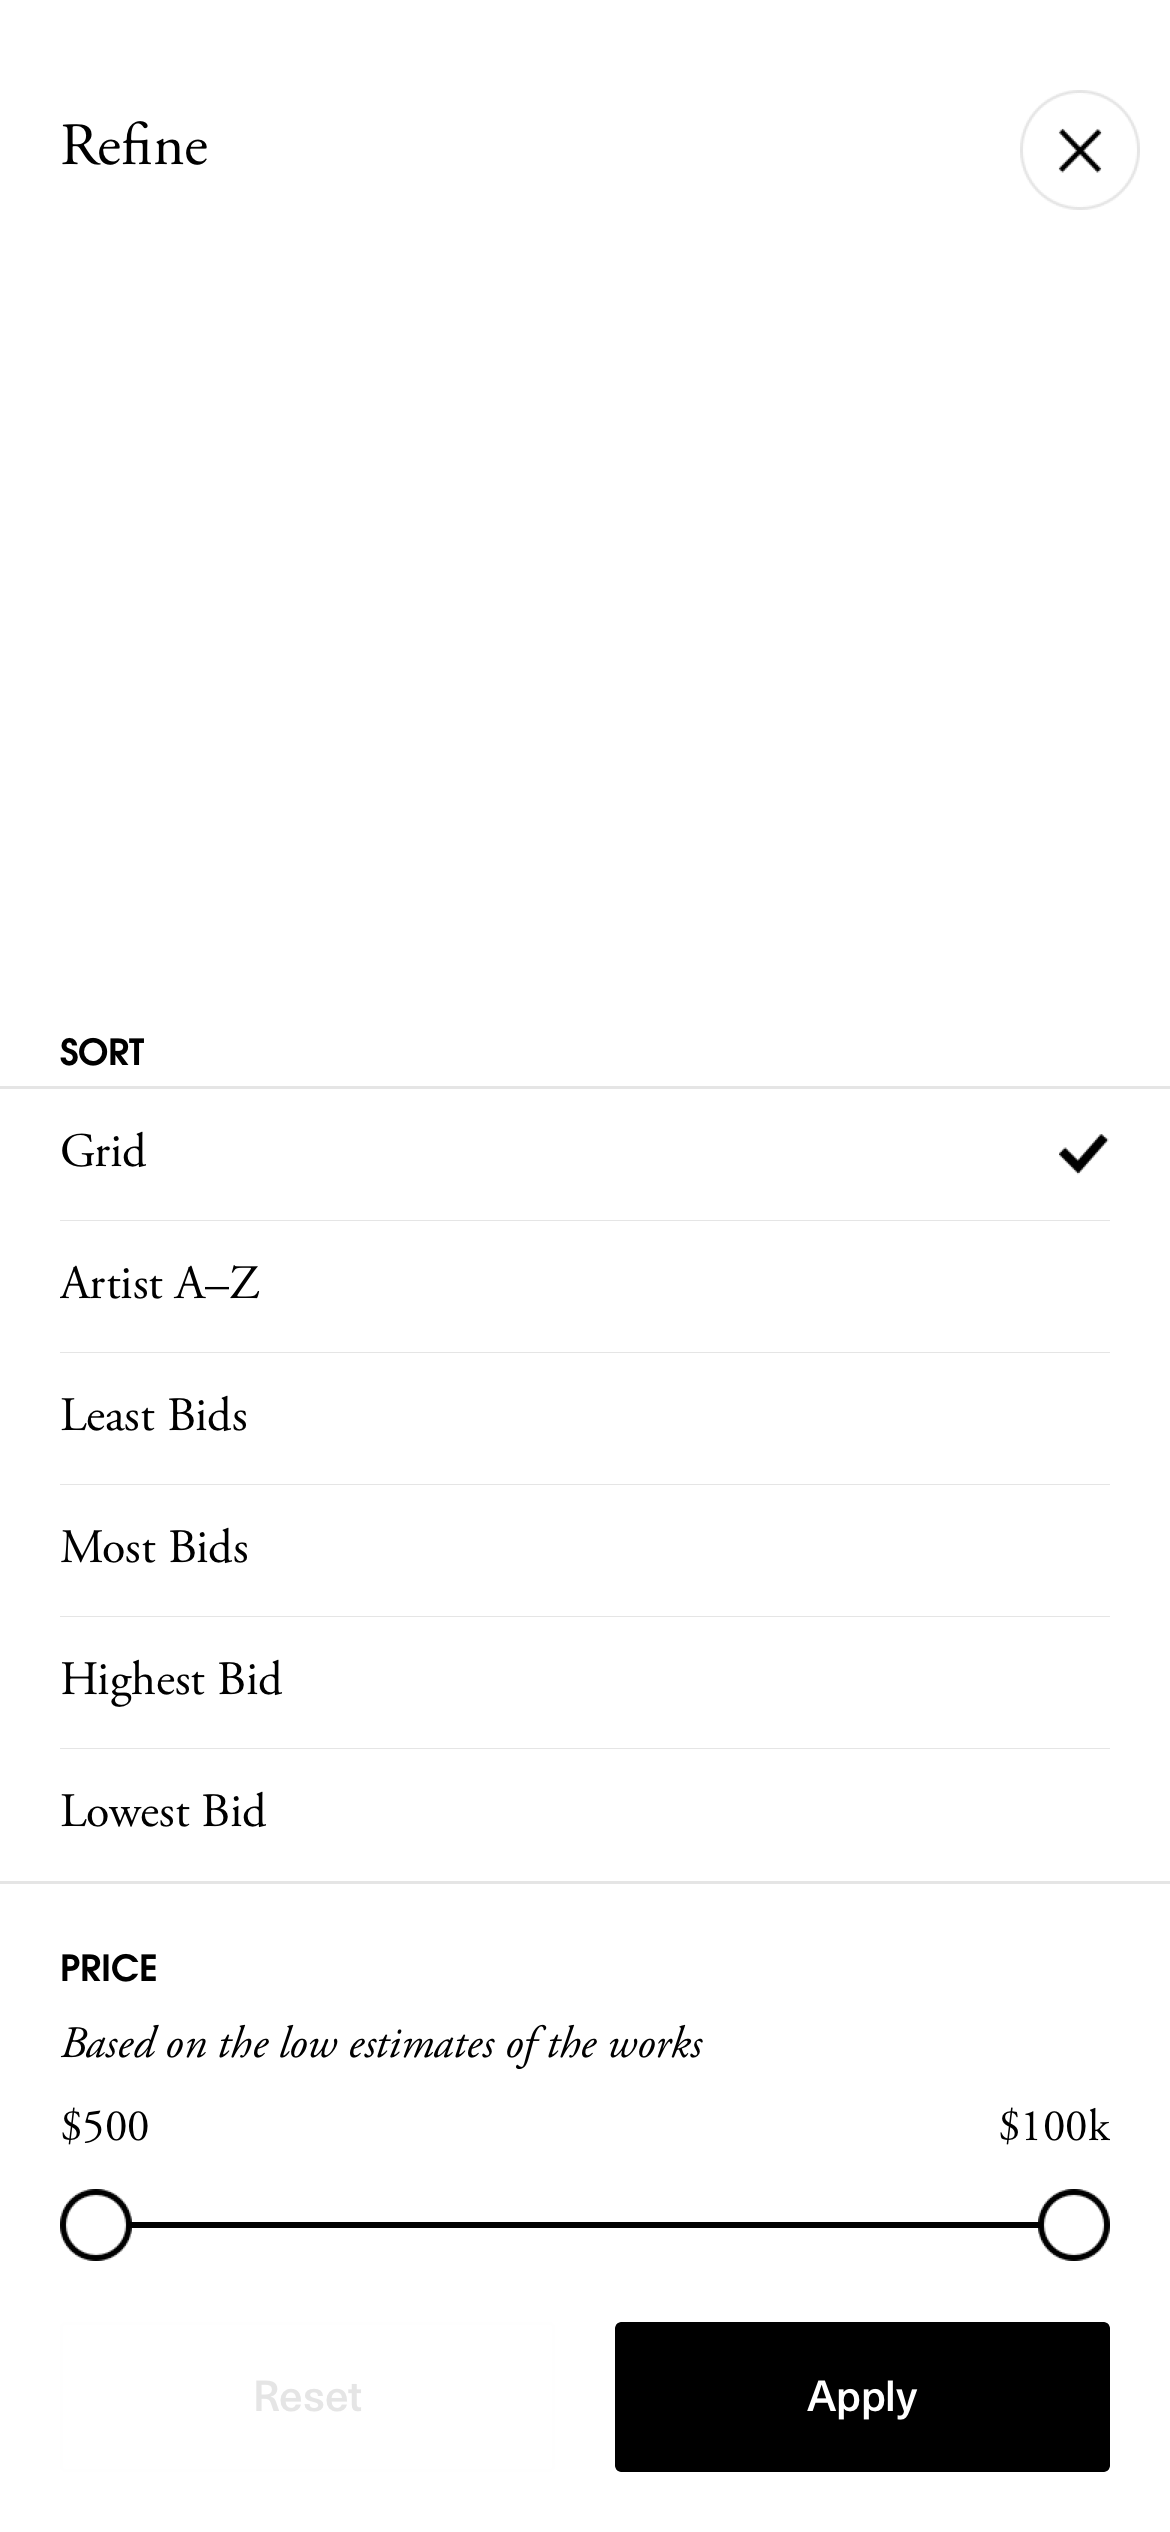 Refine
SORT
Grid
Artist A–Z
Least Bids
Most Bids
Highest Bid
Lowest Bid
PRICE
Based on the low estimates of the works
$500 $100k
Reset Apply